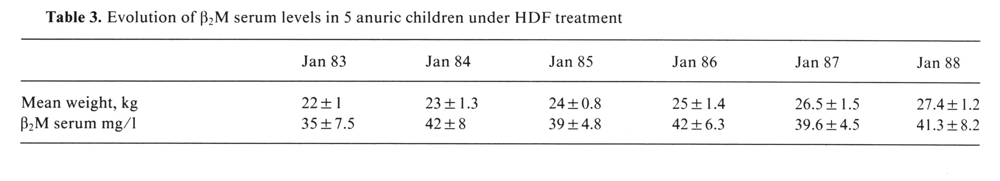 Table 3. Evolution of β₂M serum levels in 5 anuric children under HDF treatment
Jan 83 Jan 84 Jan 85 Jan 86 Jan 87 Jan 88
Mean weight, kg 22 ± 1 23 ± 1.3 24 ± 0.8 25 ± 1.4 26.5 ± 1.5 27.4 ± 1.2
β₂M serum mg/l 35 ± 7.5 42 ± 8 39 ± 4.8 42 ± 6.3 39.6 ± 4.5 41.3 ± 8.2